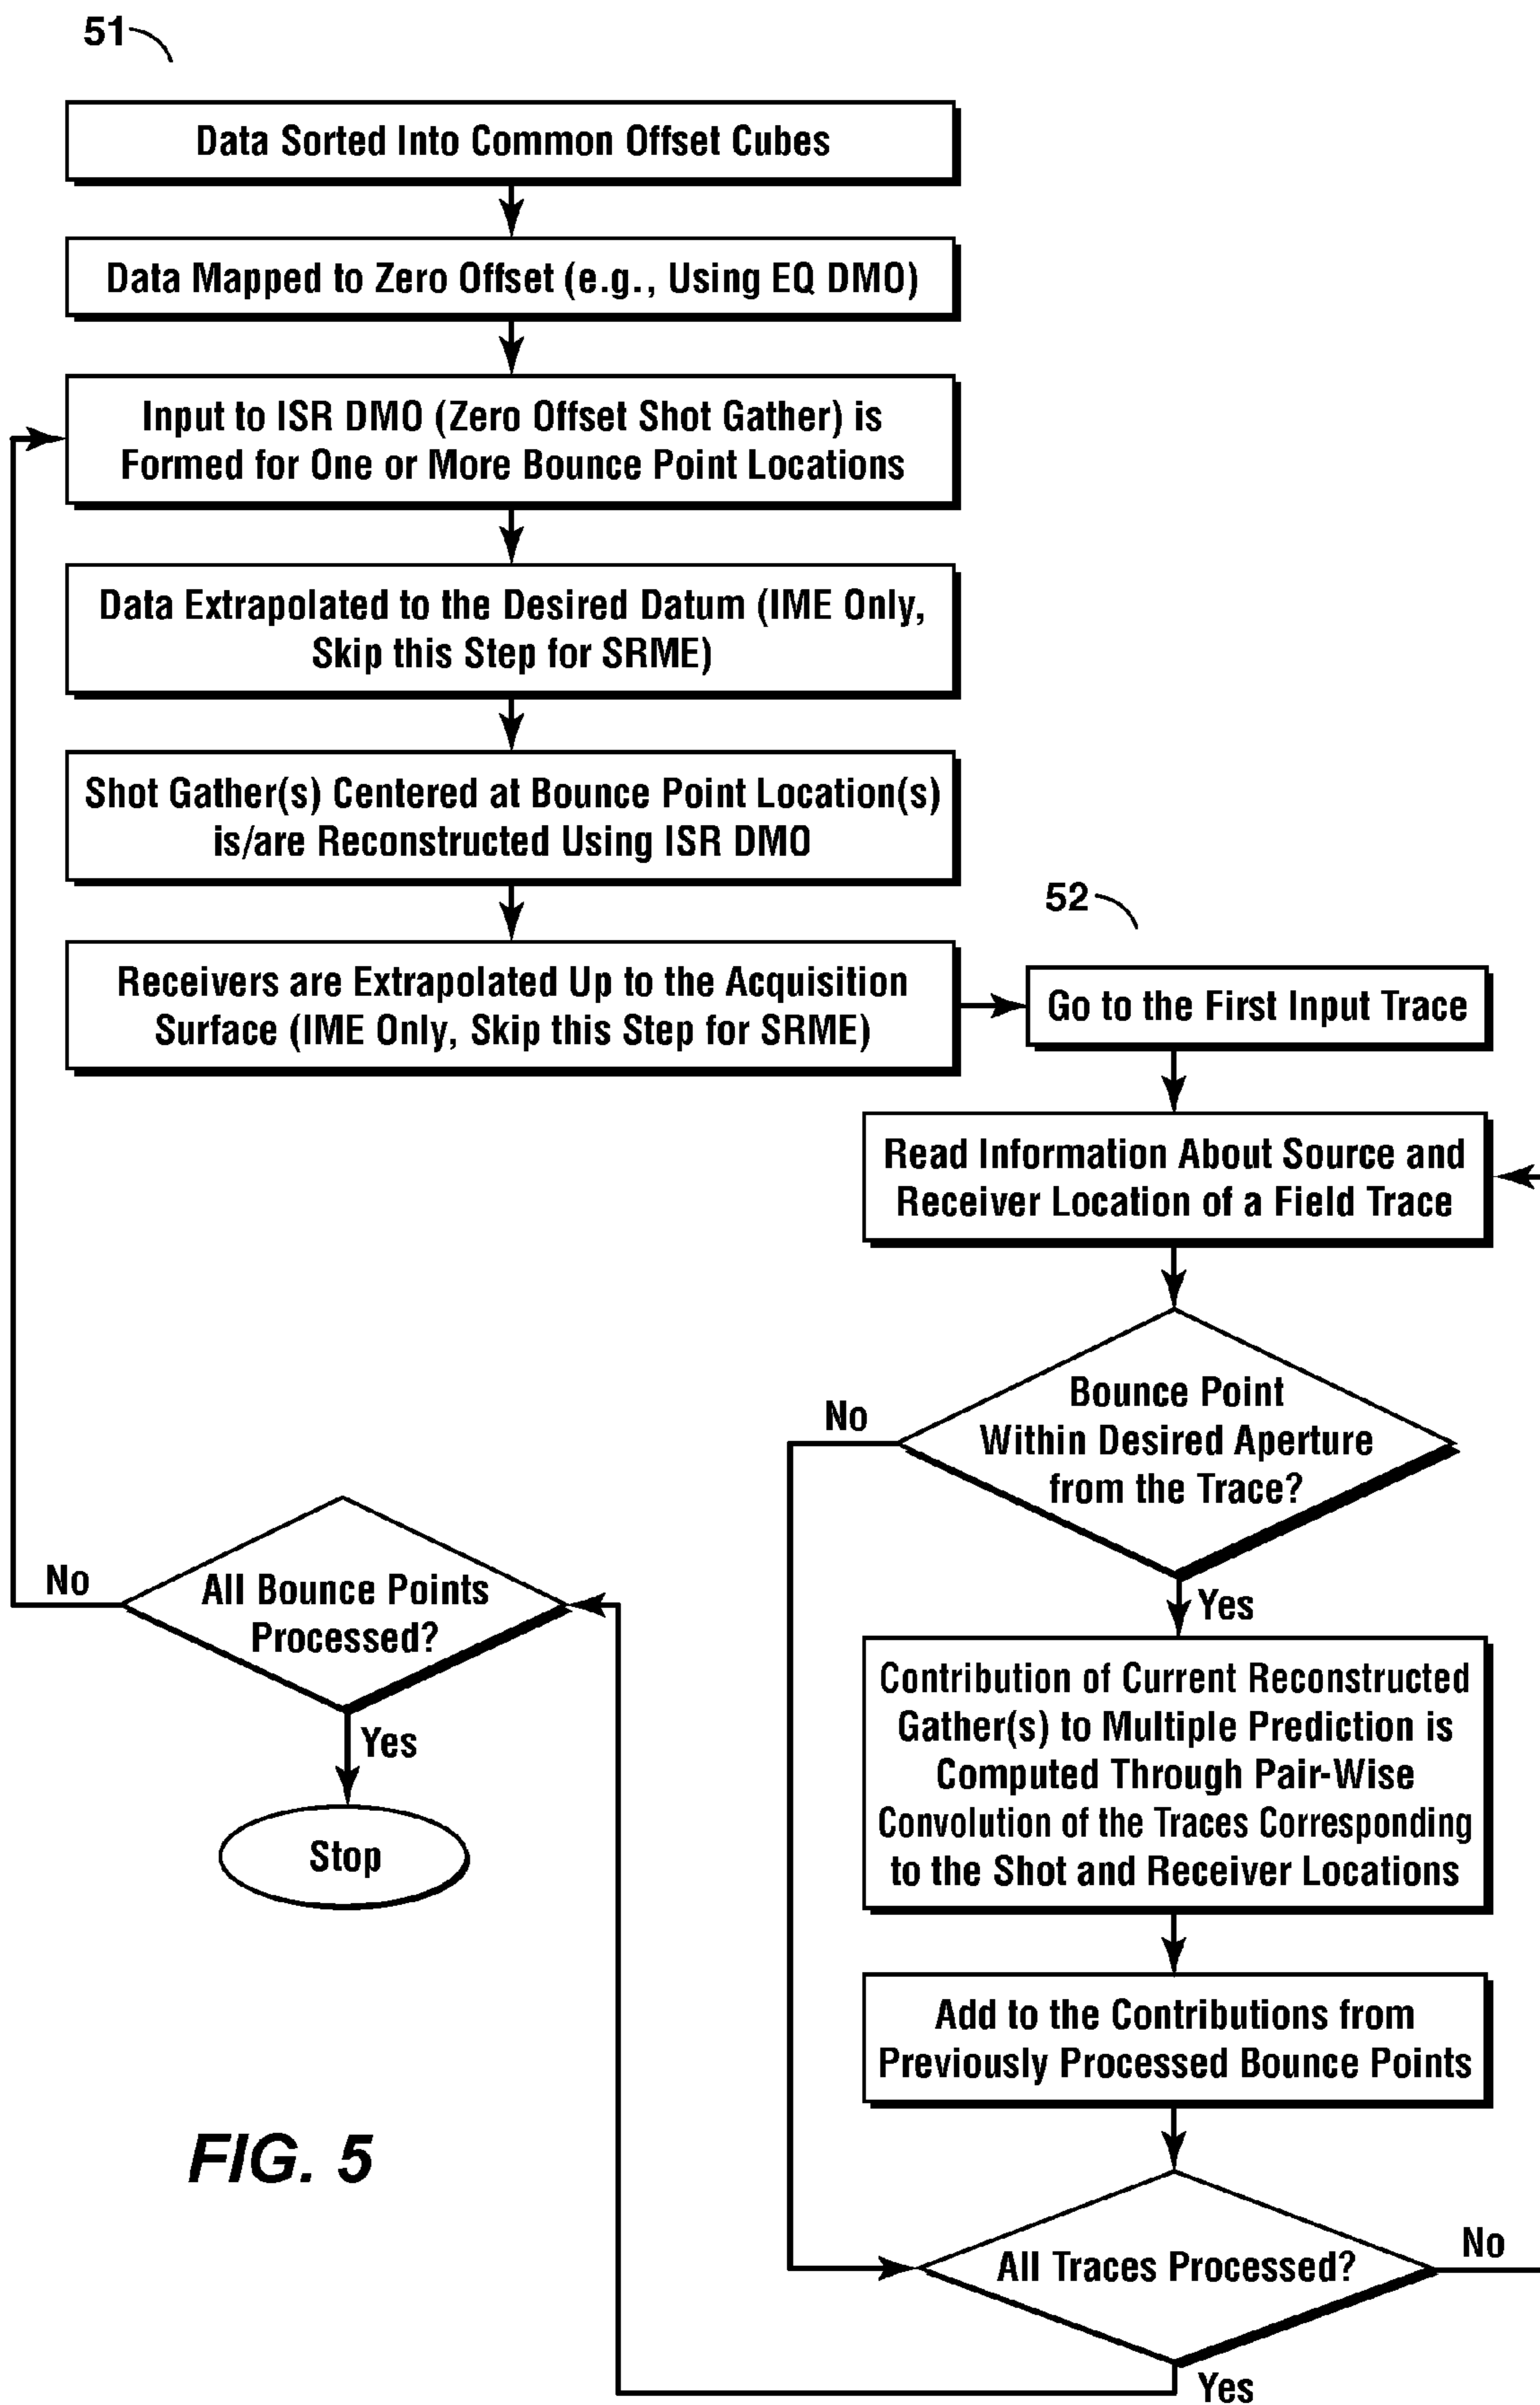 51
Data Sorted Into Common Offset Cubes
Data Mapped to Zero Offset (e.g., Using EQ DMO)
Input to ISR DMO (Zero Offset Shot Gather) is
Formed for One or More Bounce Point Locations
Data Extrapolated to the Desired Datum (IME Only,
Skip this Step for SRME)
Shot Gather(s) Centered at Bounce Point Location(s)
is/are Reconstructed Using ISR DMO
Receivers are Extrapolated Up to the Acquisition
Surface (IME Only, Skip this Step for SRME)
52
Go to the First Input Trace
Read Information About Source and
Receiver Location of a Field Trace
Bounce Point
Within Desired Aperture
from the Trace?
No
Yes
Contribution of Current Reconstructed
Gather(s) to Multiple Prediction is
Computed Through Pair-Wise
Convolution of the Traces Corresponding
to the Shot and Receiver Locations
Add to the Contributions from
Previously Processed Bounce Points
All Traces Processed?
No
Yes
All Bounce Points
Processed?
No
Yes
Stop
FIG. 5